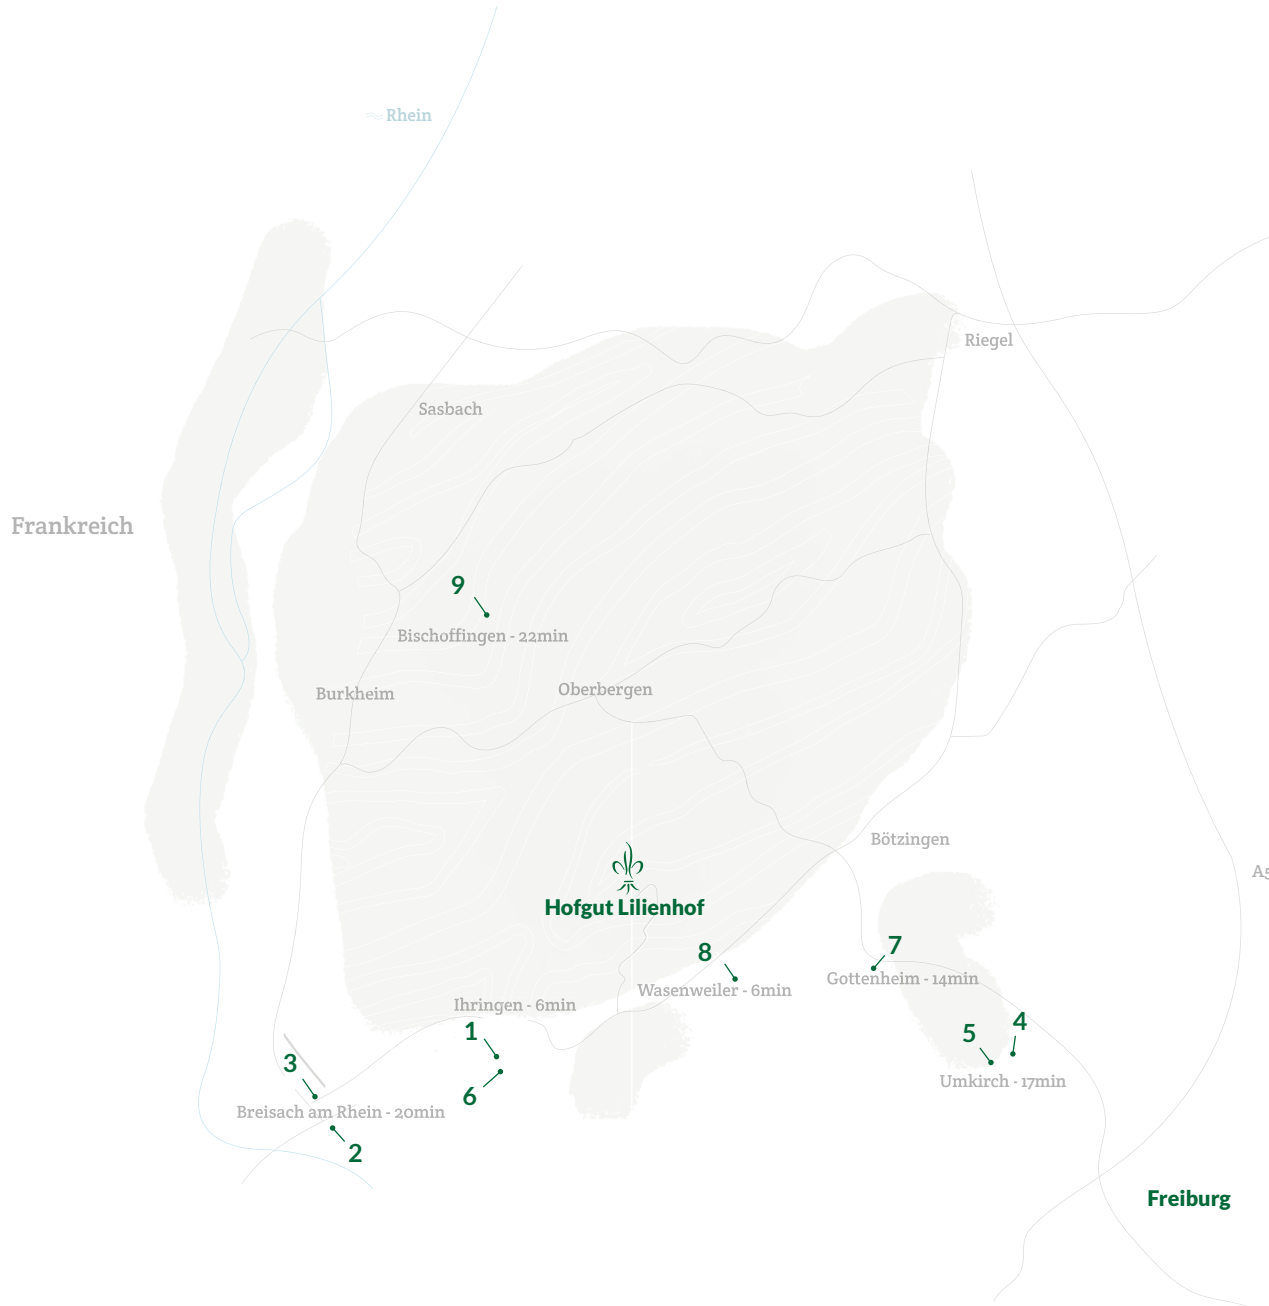 Rhein
Riegel
Sasbach
Frankreich
9
Bischoffingen - 22min
Oberbergen
Burkheim
Bötzingen
A5
Hofgut Lilienhof
8
7
Gottenheim - 14min
Wasenweiler - 6min
Ihringen - 6min
1
4
5
3
Umkirch - 17min
6
Breisach am Rhein - 20min
2
Freiburg